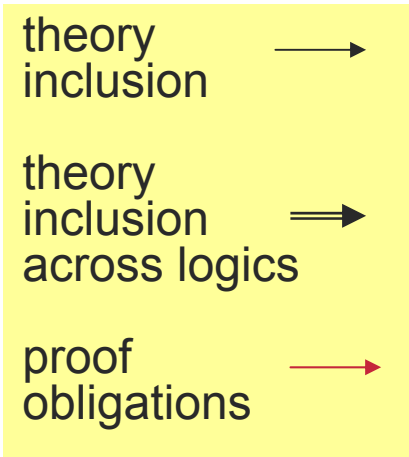 theory
inclusion
theory
inclusion
across logics
proof
obligations